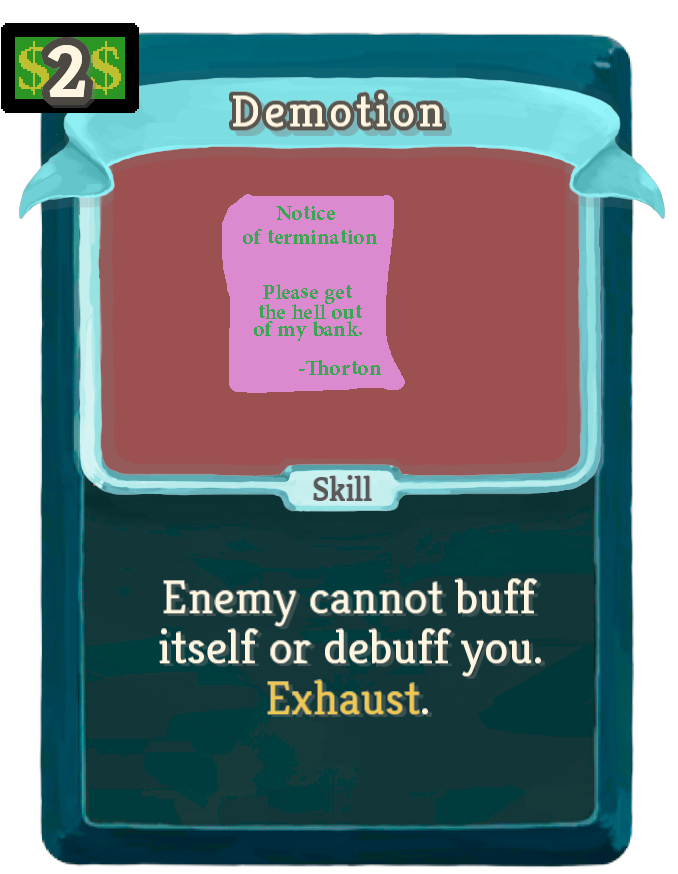 $2$
Demotion
Notice
of termination
Please get
the hell out
of my bank.
-Thorton
Skill
Enemy cannot buff
itself or debuff you.
Exhaust.